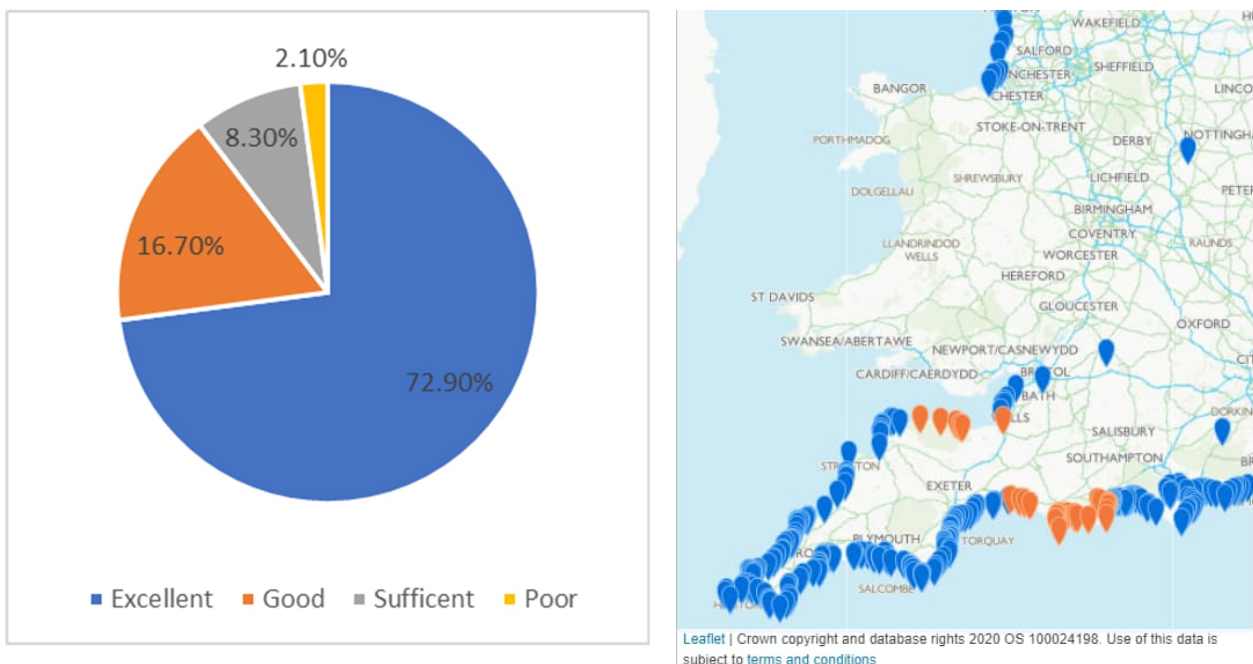 2.10%
8.30%
16.70%
72.90%
Excellent Good Sufficent Poor
WAKEFIELD
SALFORD
SHEFFIELD
BANGOR
CHESTER
STOKE-ON-TRENT
PORTHMADOG
DERBY
SHREWSBURY
LICHFIELD
DOLGELLAU
BIRMINGHAM
COVENTRY
LLANDRINDOD
WELLS
RAUNDS
WORCESTER
HEREFORD
ST DAVIDS
GLOUCESTER
OXFORD
SWANSEA/ABERTAWE
NEWPORT/CASNEWYDD
CARDIFF/CAERDYDD
BATH
SALISBURY
SOUTHAMPTON
EXETER
PLYMOUTH
TORQUAY
SALCOMBE
Leaflet | Crown copyright and database rights 2020 OS 100024198. Use of this data is
subject to terms and conditions